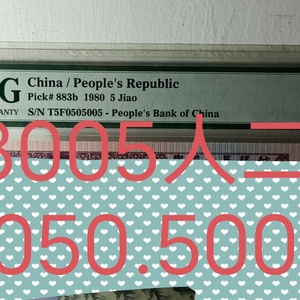 G China / People's Republic
Pick# 883b 1980 5 Jiao
ANTY S/N T5F0505005 - People's Bank of China
3005人二
050.500